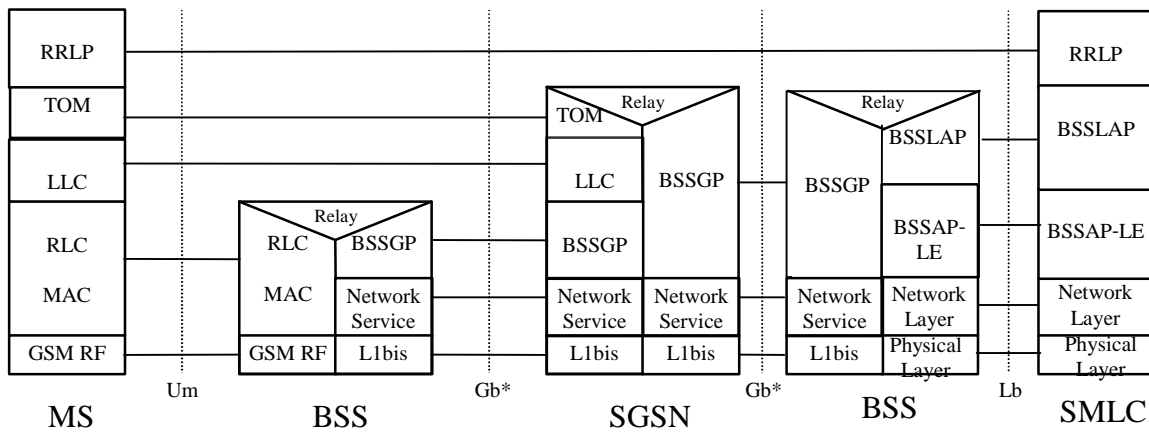 RRLP
TOM
LLC
RLC
MAC
GSM RF
Um
MS
Relay
RLC
BSSGP
MAC
Network
Service
GSM RF
L1bis
BSS
Gb*
Relay
TOM
LLC
BSSGP
BSSGP
Network
Service
Network
Service
L1bis
L1bis
SGSN
Gb*
Relay
BSSGP
BSSLAP
BSSAP-
LE
Network
Service
Network
Layer
L1bis
Physical
Layer
BSS
Lb
RRLP
BSSLAP
BSSAP-LE
Network
Layer
Physical
Layer
SMLC